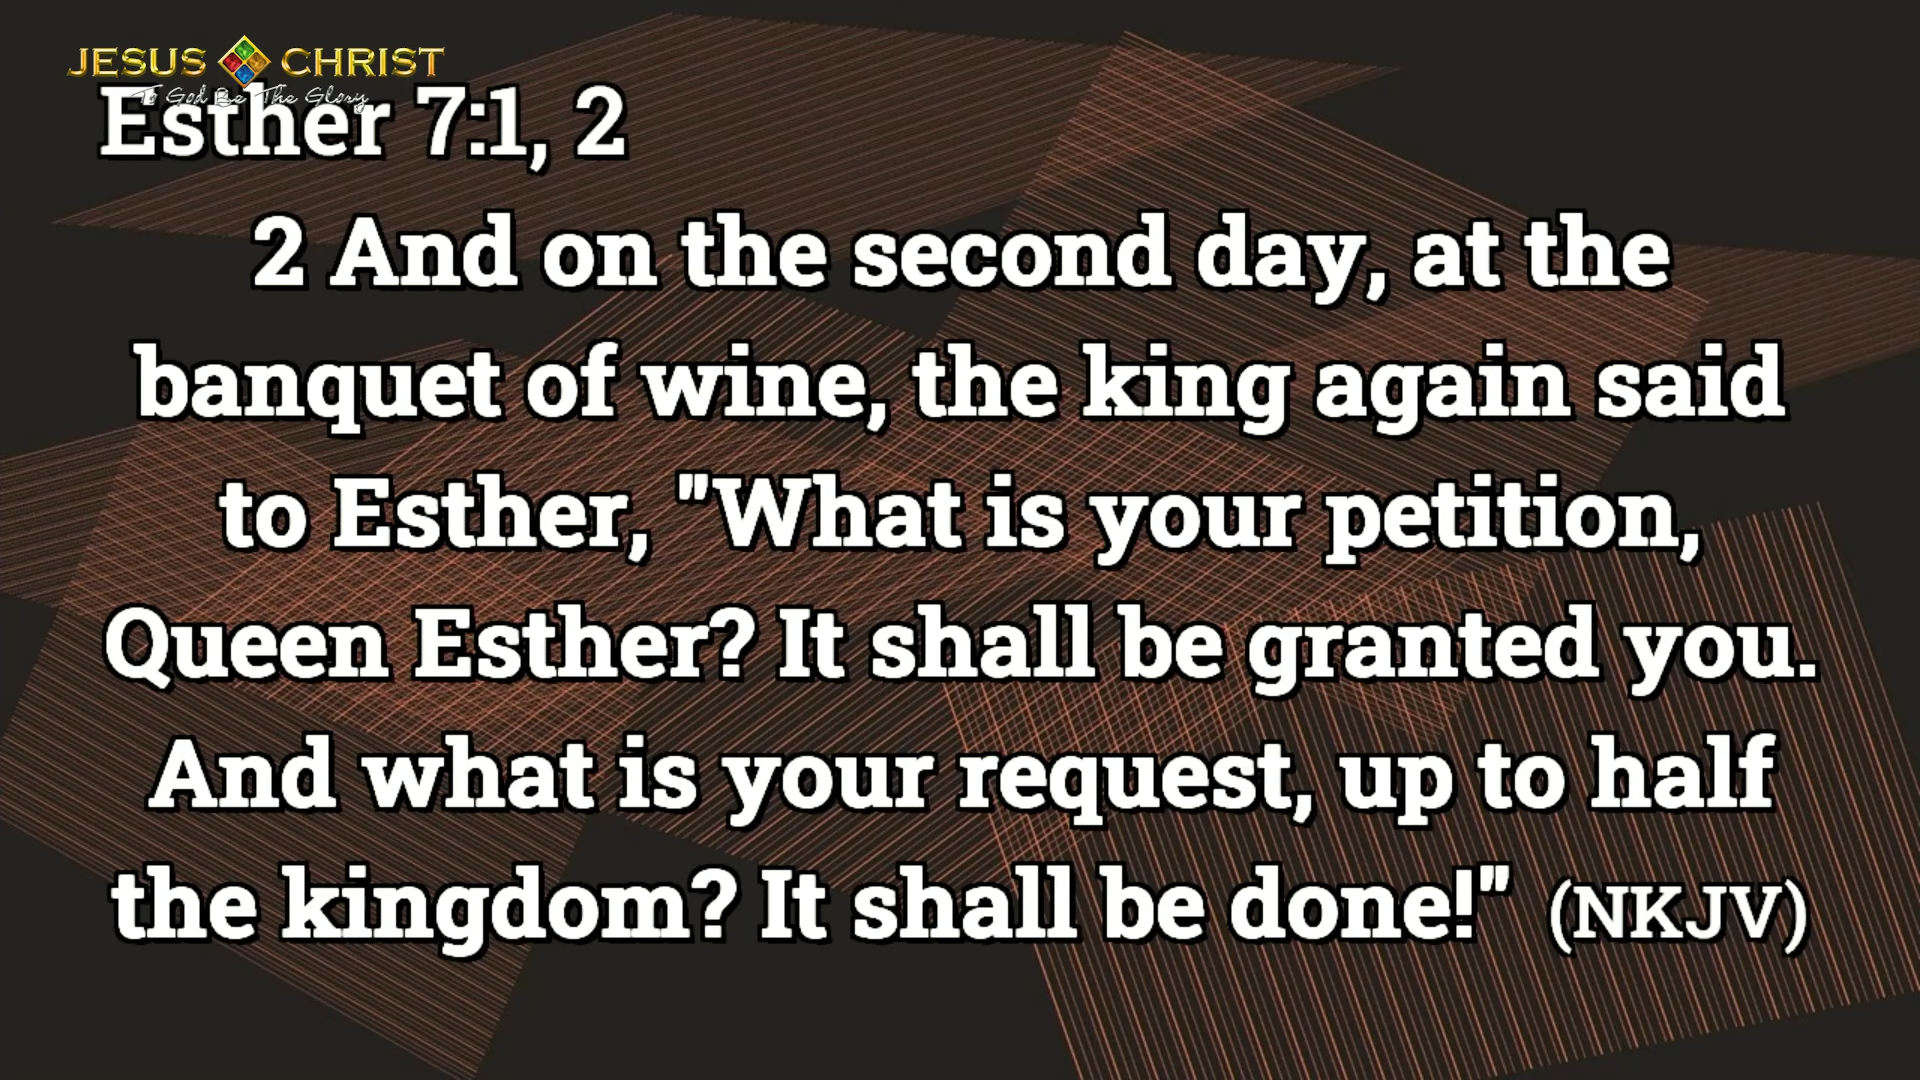 JESUS CHRIST
To God Be The Glory
Esther 7:1, 2
2 And on the second day, at the
banquet of wine, the king again said
to Esther, "What is your petition,
Queen Esther? It shall be granted you.
And what is your request, up to half
the kingdom? It shall be done!" (NKJV)